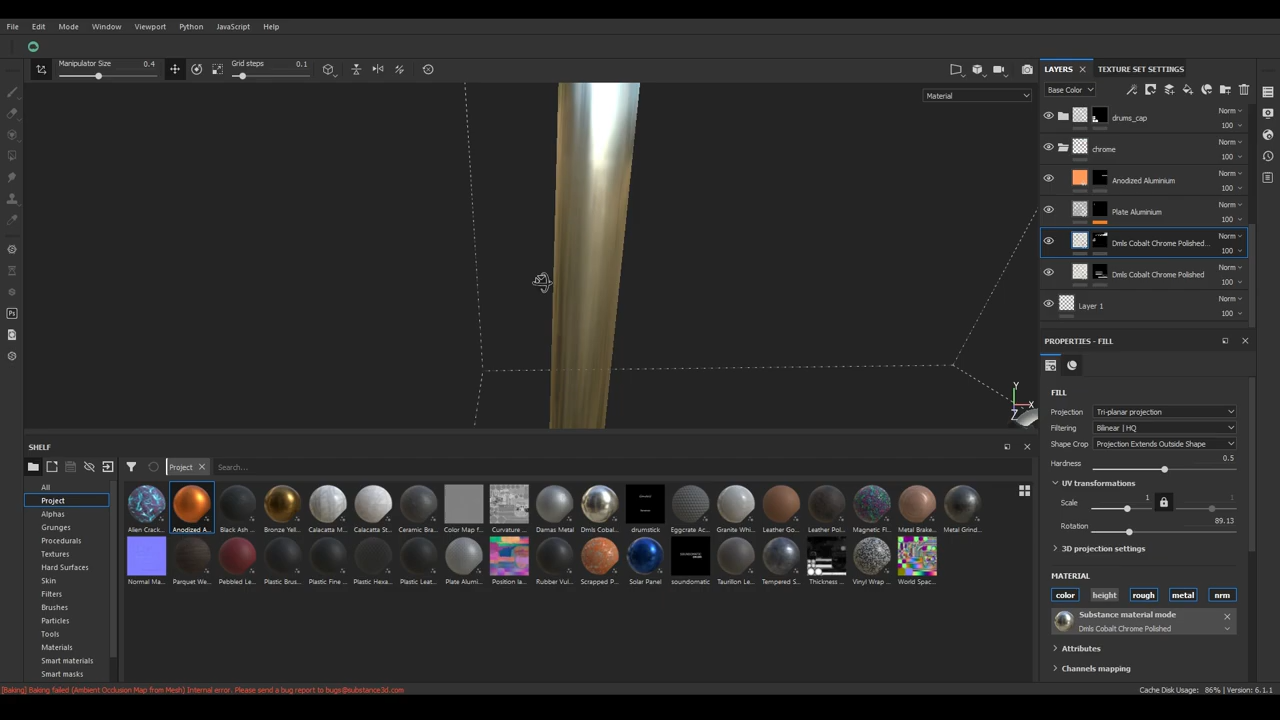 File Edit Mode Window Viewport Python JavaScript Help
Manipulator Size 0.4 Grid steps 0.1
Material
LAYERS TEXTURE SET SETTINGS
Base Color
drums_cap Norm 100
chrome Norm 100
Anodized Aluminium Norm 100
Plate Aluminium Norm 100
Dmls Cobalt Chrome Polished... Norm 100
Dmls Cobalt Chrome Polished Norm 100
Layer 1 Norm 100
PROPERTIES - FILL
FILL
Projection Tri-planar projection
Filtering Bilinear | HQ
Shape Crop Projection Extends Outside Shape
Hardness 0.5
UV transformations
Scale 1 1
Rotation 89.13
3D projection settings
MATERIAL
color height rough metal nrm
Substance material mode
Dmls Cobalt Chrome Polished
Attributes
Channels mapping
Y
X
Z
SHELF
Project Search...
All
Project
Alphas
Grunges
Procedurals
Textures
Hard Surfaces
Skin
Filters
Brushes
Particles
Tools
Materials
Smart materials
Smart masks
Alien Crack... Anodized A... Black Ash ... Bronze Yell... Calacatta M... Calacatta St... Ceramic Bra... Color Map f... Curvature ... Damas Metal Dmls Cobal... drumstick Eggcrate Ac... Granite Whi... Leather Go... Leather Pol... Magnetic Fl... Metal Brake... Metal Grind...
Normal Ma... Parquet We... Pebbled Le... Plastic Brus... Plastic Fine ... Plastic Hexa... Plastic Leat... Plate Alumi... Position la... Rubber Vul... Scrapped P... Solar Panel soundomatic Taurillon Le... Tempered S... Thickness ... Vinyl Wrap ... World Spac...
[Baking] Baking failed (Ambient Occlusion Map from Mesh) Internal error. Please send a bug report to bugs@substance3d.com
Cache Disk Usage: 86% | Version: 6.1.1